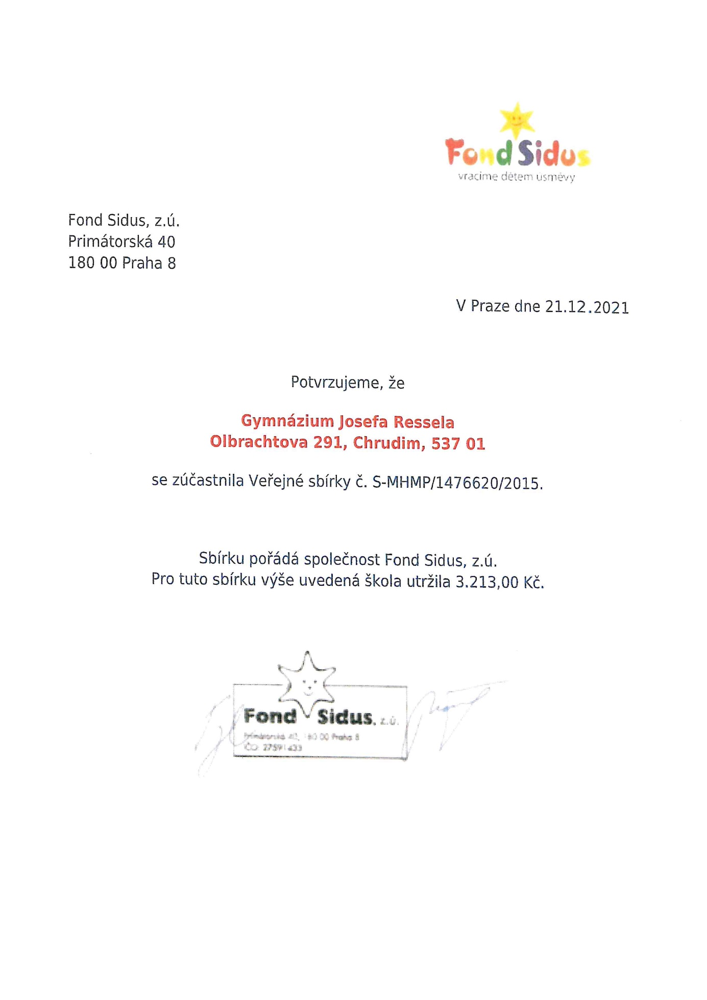 Fond Sidus
vracíme dětem úsměvy
Fond Sidus, z.ú.
Primátorská 40
180 00 Praha 8
V Praze dne 21.12.2021
Potvrzujeme, že
Gymnázium Josefa Ressela
Olbrachtova 291, Chrudim, 537 01
se zúčastnila Veřejné sbírky č. S-MHMP/1476620/2015.
Sbírku pořádá společnost Fond Sidus, z.ú.
Pro tuto sbírku výše uvedená škola utržila 3.213,00 Kč.
Fond Sidus, z.ú.
Primátorská 40, 180 00 Praha 8
IČO: 27591433